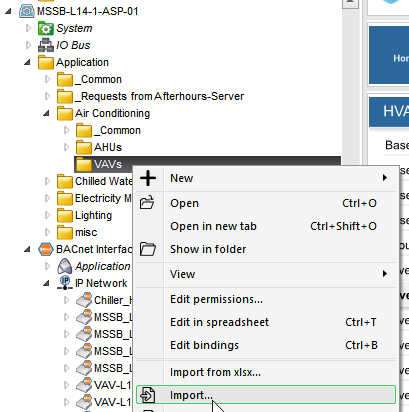 MSSB-L14-1-ASP-01
System
IO Bus
Application
_Common
_Requests from Afterhours-Server
Air Conditioning
_Common
AHUs
VAVs
Chilled Wate
Electricity M
Lighting
misc
BACnet Interfac
Application
IP Network
Chiller_H
MSSB_L
MSSB_L
MSSB_L
VAV-L1
VAV-L1
New
Open Ctrl+O
Open in new tab Ctrl+Shift+O
Show in folder
View
Edit permissions...
Edit in spreadsheet Ctrl+T
Edit bindings Ctrl+B
Import from xlsx...
Import...
Hom
HVA
Base